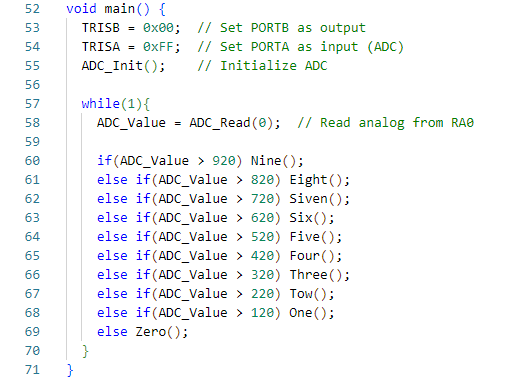 52 void main() {
53 TRISB = 0x00; // Set PORTB as output
54 TRISA = 0xFF; // Set PORTA as input (ADC)
55 ADC_Init(); // Initialize ADC
56
57 while(1){
58 ADC_Value = ADC_Read(0); // Read analog from RA0
59
60 if(ADC_Value > 920) Nine();
61 else if(ADC_Value > 820) Eight();
62 else if(ADC_Value > 720) Siven();
63 else if(ADC_Value > 620) Six();
64 else if(ADC_Value > 520) Five();
65 else if(ADC_Value > 420) Four();
66 else if(ADC_Value > 320) Three();
67 else if(ADC_Value > 220) Tow();
68 else if(ADC_Value > 120) One();
69 else Zero();
70 }
71 }